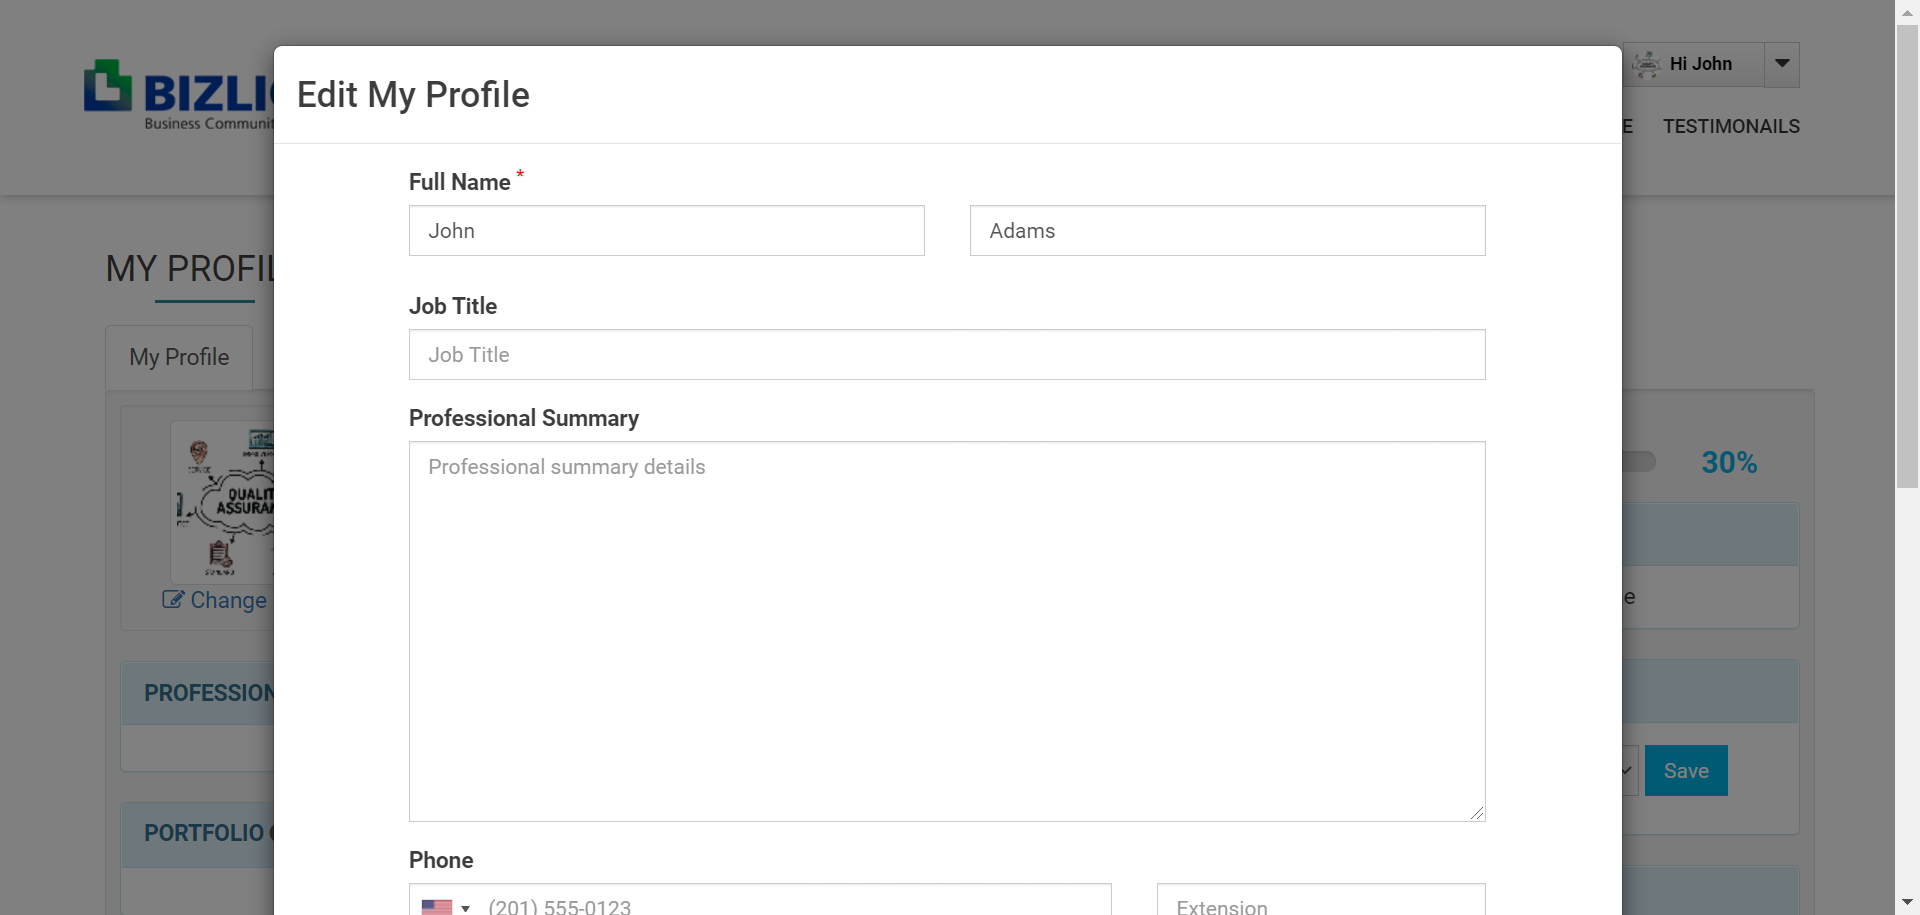 BIZLI
Business Communit
Hi John
E TESTIMONAILS
Edit My Profile
Full Name *
John
Adams
Job Title
Job Title
Professional Summary
Professional summary details
Phone
(201) 555-0123
Extension
MY PROFIL
My Profile
QUALIT
ASSURA
Change
30%
e
PROFESSION
Save
PORTFOLIO